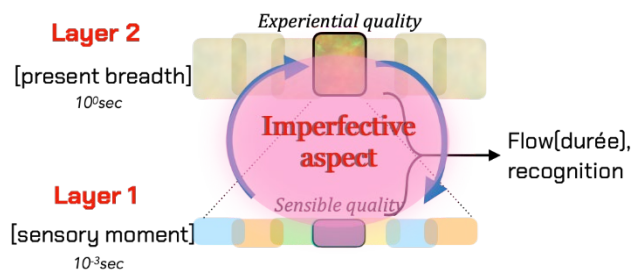 Experiential quality
Layer 2
[present breadth]
10⁰sec
Imperfective
aspect
Flow(durée),
recognition
Layer 1
Sensible quality
[sensory moment]
10⁻³sec